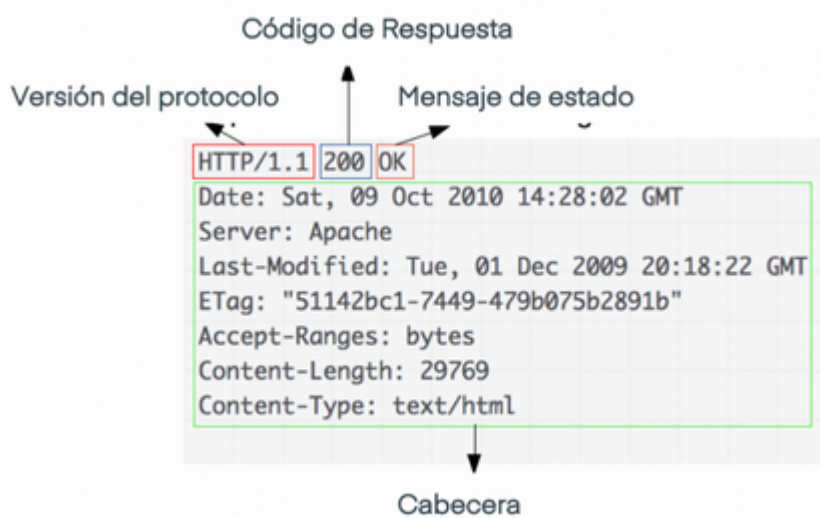 Código de Respuesta
Versión del protocolo
Mensaje de estado
HTTP/1.1 200 OK
Date: Sat, 09 Oct 2010 14:28:02 GMT
Server: Apache
Last-Modified: Tue, 01 Dec 2009 20:18:22 GMT
ETag: "51142bc1-7449-479b075b2891b"
Accept-Ranges: bytes
Content-Length: 29769
Content-Type: text/html
Cabecera